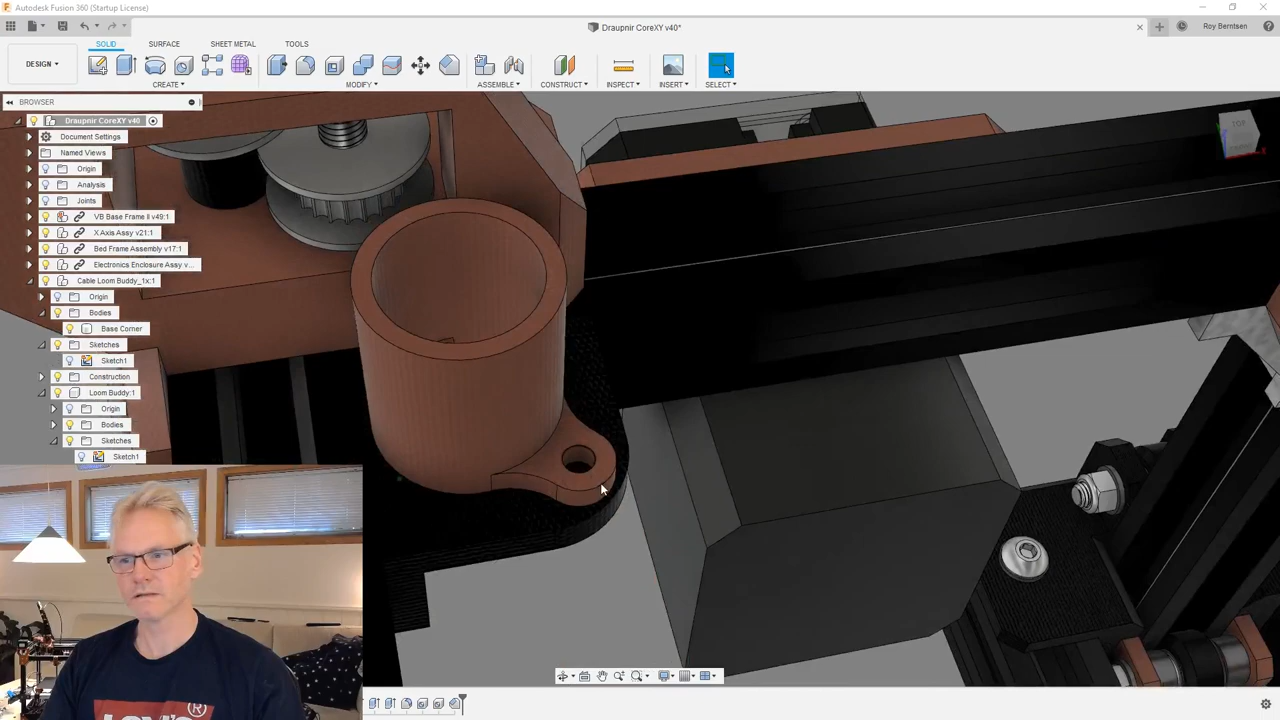 Autodesk Fusion 360 (Startup License)
Draupnir CoreXY v40*
Roy Berntsen
SOLID SURFACE SHEET METAL TOOLS
DESIGN
CREATE MODIFY ASSEMBLE CONSTRUCT INSPECT INSERT SELECT
BROWSER
Draupnir CoreXY v40
Document Settings
Named Views
Origin
Analysis
Joints
VB Base Frame II v49:1
X Axis Assy v21:1
Bed Frame Assembly v17:1
Electronics Enclosure Assy v...
Cable Loom Buddy_1x:1
Origin
Bodies
Base Corner
Sketches
Sketch1
Construction
Loom Buddy:1
Origin
Bodies
Sketches
Sketch1
TOP